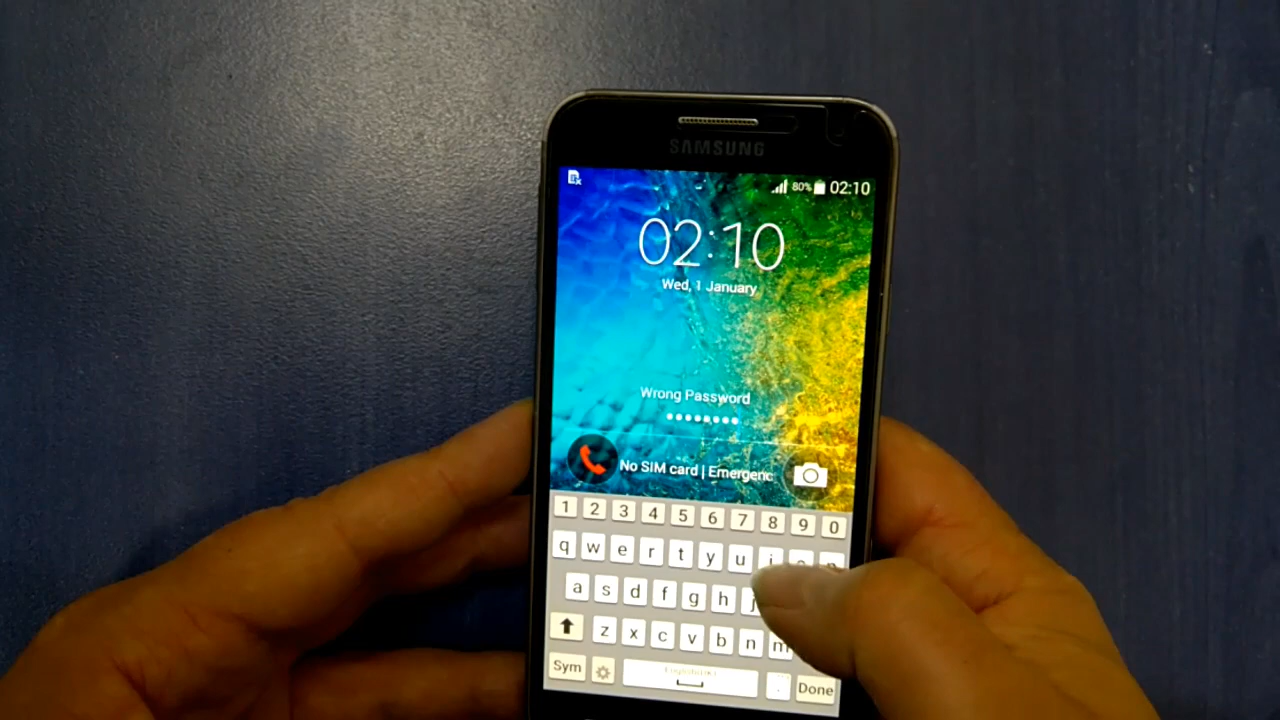 SAMSUNG
80% 02:10
02:10
Wed, 1 January
Wrong Password
No SIM card | Emergenc
1 2 3 4 5 6 7 8 9 0
q w e r t y u i
a s d f g h j
z x c v b n m
Sym . Done